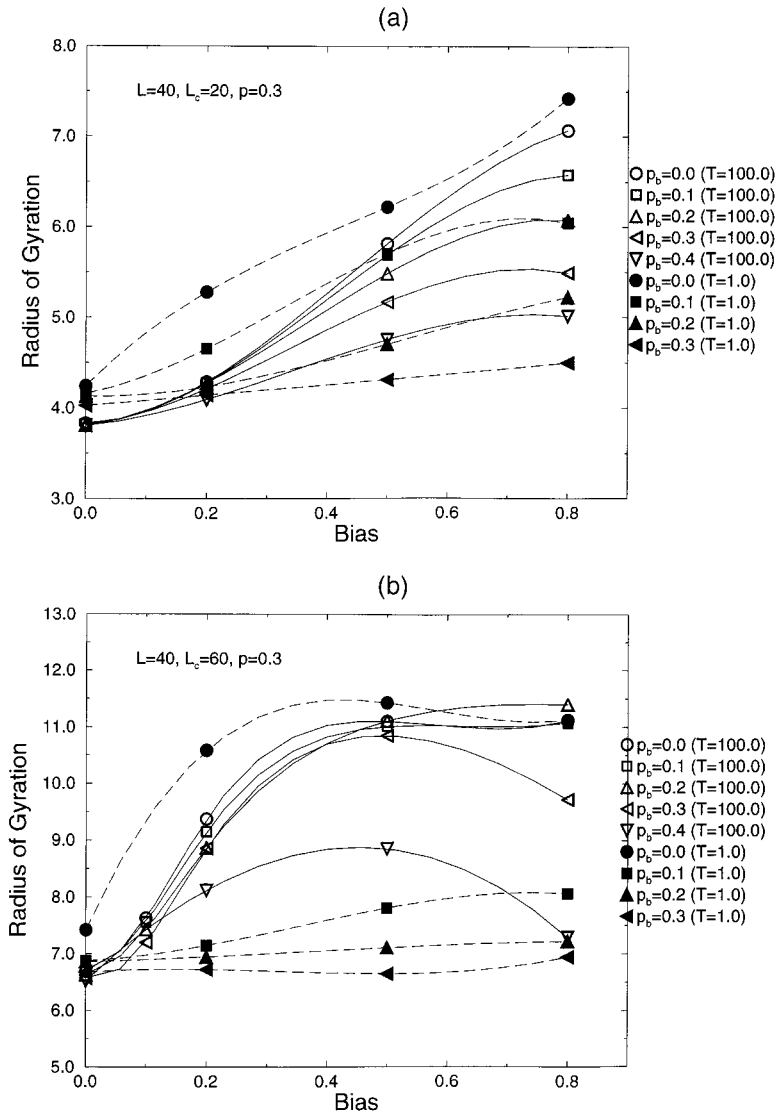 (a)
8.0
7.0
6.0
5.0
4.0
3.0
Radius of Gyration
L=40, L_c=20, p=0.3
0.0 0.2 0.4 0.6 0.8
Bias
p_b=0.0 (T=100.0)
p_b=0.1 (T=100.0)
p_b=0.2 (T=100.0)
p_b=0.3 (T=100.0)
p_b=0.4 (T=100.0)
p_b=0.0 (T=1.0)
p_b=0.1 (T=1.0)
p_b=0.2 (T=1.0)
p_b=0.3 (T=1.0)
(b)
13.0
12.0
11.0
10.0
9.0
8.0
7.0
6.0
5.0
Radius of Gyration
L=40, L_c=60, p=0.3
0.0 0.2 0.4 0.6 0.8
Bias
p_b=0.0 (T=100.0)
p_b=0.1 (T=100.0)
p_b=0.2 (T=100.0)
p_b=0.3 (T=100.0)
p_b=0.4 (T=100.0)
p_b=0.0 (T=1.0)
p_b=0.1 (T=1.0)
p_b=0.2 (T=1.0)
p_b=0.3 (T=1.0)